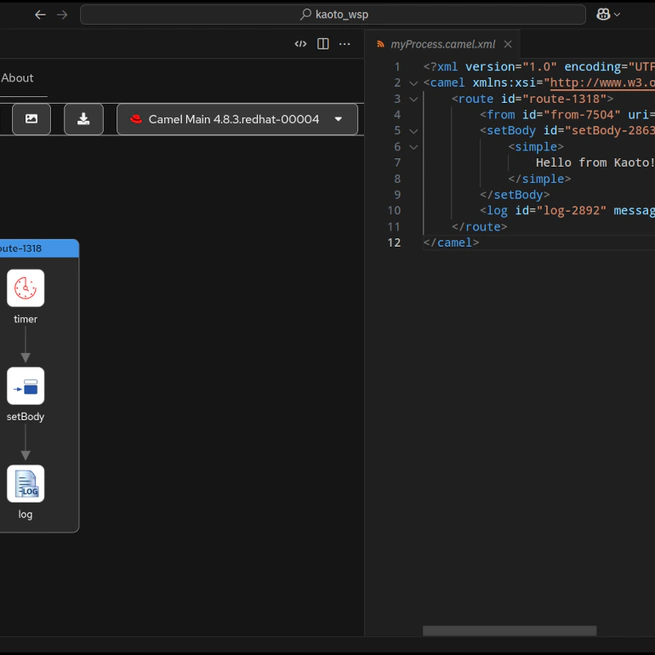 kaoto_wsp
myProcess.camel.xml
About
Camel Main 4.8.3.redhat-00004
1 <?xml version="1.0" encoding="UTF
2 <camel xmlns:xsi="http://www.w3.o
3 <route id="route-1318">
4 <from id="from-7504" uri=
5 <setBody id="setBody-2863
6 <simple>
7 Hello from Kaoto!
8 </simple>
9 </setBody>
10 <log id="log-2892" messag
11 </route>
12 </camel>
oute-1318
timer
setBody
LOG
log